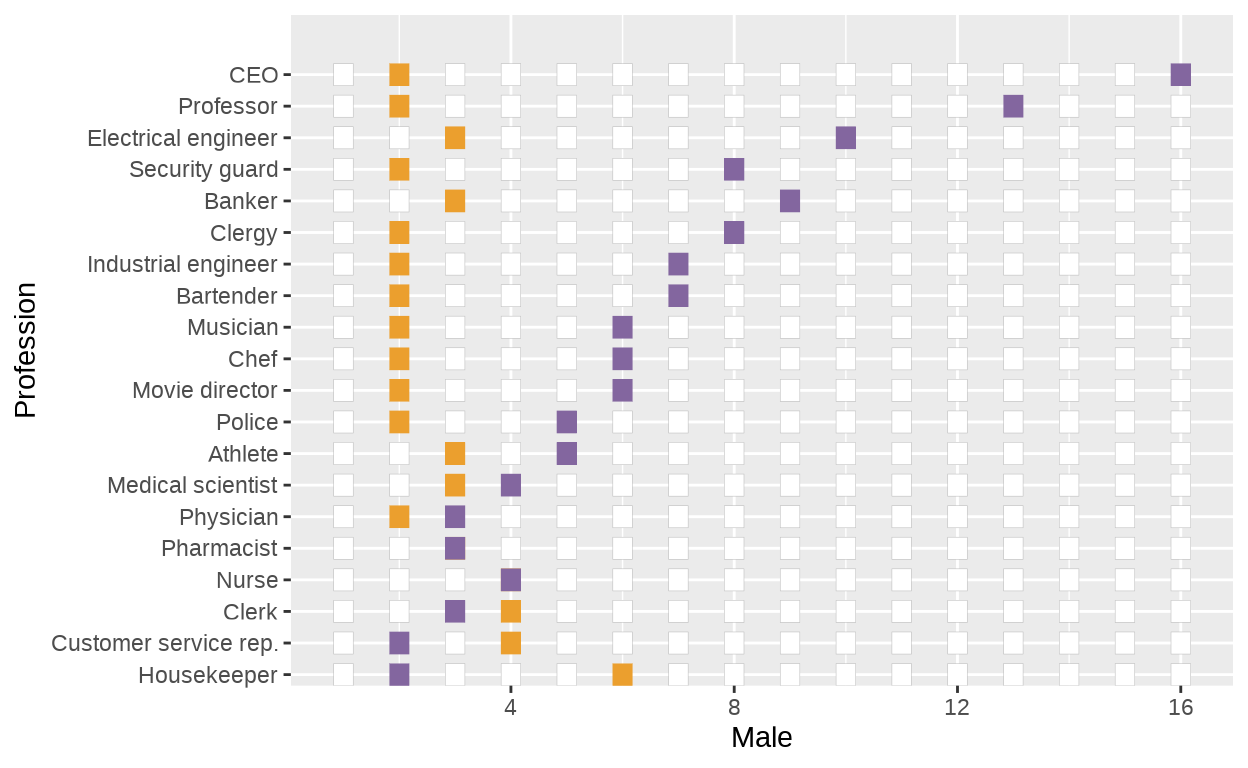 CEO
Professor
Electrical engineer
Security guard
Banker
Clergy
Industrial engineer
Bartender
Musician
Chef
Movie director
Police
Athlete
Medical scientist
Physician
Pharmacist
Nurse
Clerk
Customer service rep.
Housekeeper
Profession
4 8 12 16
Male